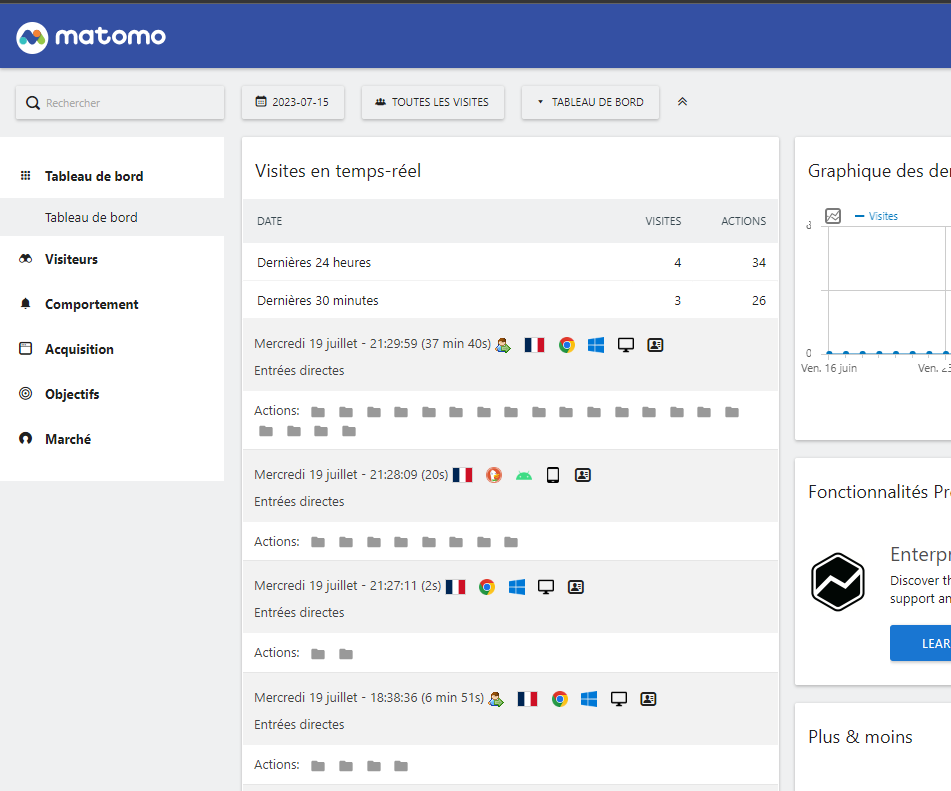 matomo
Rechercher
2023-07-15
TOUTES LES VISITES
TABLEAU DE BORD
Tableau de bord
Tableau de bord
Visiteurs
Comportement
Acquisition
Objectifs
Marché
Visites en temps-réel
DATE VISITES ACTIONS
Dernières 24 heures 4 34
Dernières 30 minutes 3 26
Mercredi 19 juillet - 21:29:59 (37 min 40s)
Entrées directes
Actions:
Mercredi 19 juillet - 21:28:09 (20s)
Entrées directes
Actions:
Mercredi 19 juillet - 21:27:11 (2s)
Entrées directes
Actions:
Mercredi 19 juillet - 18:38:36 (6 min 51s)
Entrées directes
Actions:
Graphique des der
Visites
3
0
Ven. 16 juin Ven. 23
Fonctionnalités Pr
Enterpr
Discover th
support an
LEAR
Plus & moins